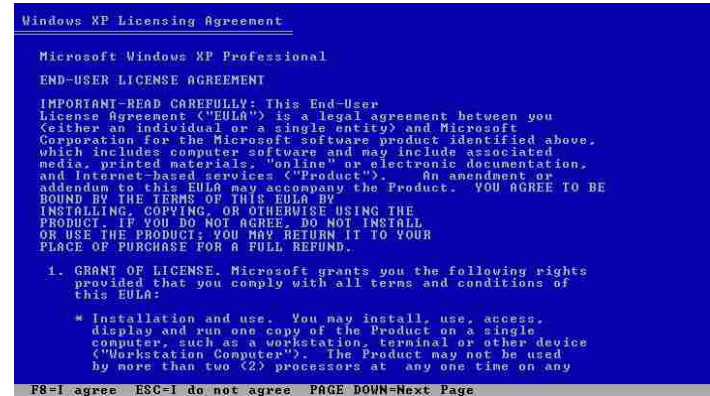 Windows XP Licensing Agreement
Microsoft Windows XP Professional
END-USER LICENSE AGREEMENT
IMPORTANT-READ CAREFULLY: This End-User
License Agreement ("EULA") is a legal agreement between you
(either an individual or a single entity) and Microsoft
Corporation for the Microsoft software product identified above,
which includes computer software and may include associated
media, printed materials, "online" or electronic documentation,
and Internet-based services ("Product").   An amendment or
addendum to this EULA may accompany the Product.  YOU AGREE TO BE
BOUND BY THE TERMS OF THIS EULA BY
INSTALLING, COPYING, OR OTHERWISE USING THE
PRODUCT. IF YOU DO NOT AGREE, DO NOT INSTALL
OR USE THE PRODUCT; YOU MAY RETURN IT TO YOUR
PLACE OF PURCHASE FOR A FULL REFUND.
1. GRANT OF LICENSE. Microsoft grants you the following rights
provided that you comply with all terms and conditions of
this EULA:
* Installation and use.  You may install, use, access,
display and run one copy of the Product on a single
computer, such as a workstation, terminal or other device
("Workstation Computer").  The Product may not be used
by more than two (2) processors at  any one time on any
F8=I agree  ESC=I do not agree  PAGE DOWN=Next Page